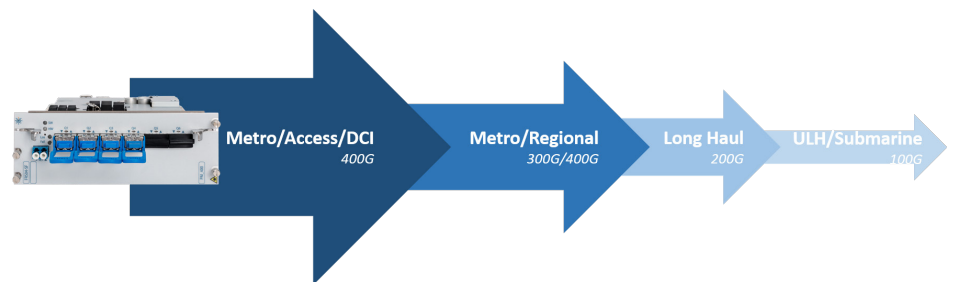 Metro/Access/DCI
400G
Metro/Regional
300G/400G
Long Haul
200G
ULH/Submarine
100G